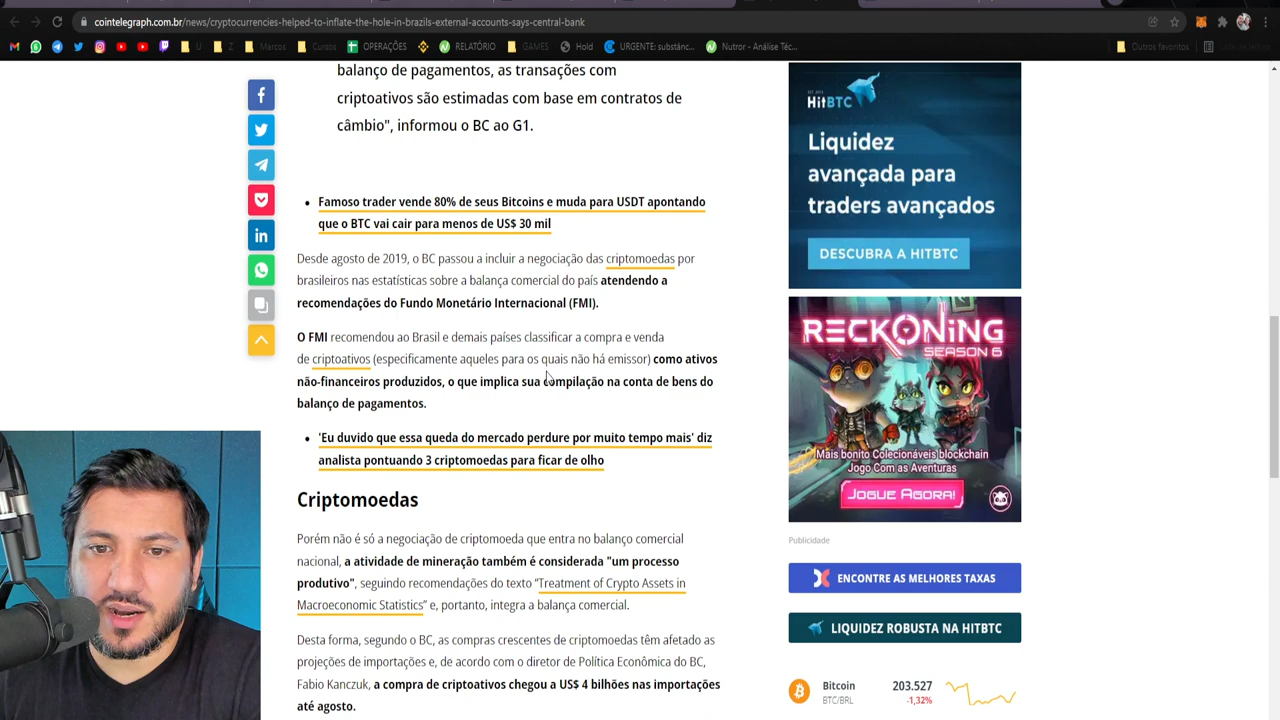 cointelegraph.com.br/news/cryptocurrencies-helped-to-inflate-the-hole-in-brazils-external-accounts-says-central-bank
U
Z
Marcos
Cursos
OPERAÇÕES
RELATÓRIO
GAMES
Hold
URGENTE: substânc...
Nutror - Análise Téc...
Outros favoritos
balanço de pagamentos, as transações com
criptoativos são estimadas com base em contratos de
câmbio", informou o BC ao G1.
Famoso trader vende 80% de seus Bitcoins e muda para USDT apontando
que o BTC vai cair para menos de US$ 30 mil
Desde agosto de 2019, o BC passou a incluir a negociação das criptomoedas por
brasileiros nas estatísticas sobre a balança comercial do país atendendo a
recomendações do Fundo Monetário Internacional (FMI).
O FMI recomendou ao Brasil e demais países classificar a compra e venda
de criptoativos (especificamente aqueles para os quais não há emissor) como ativos
não-financeiros produzidos, o que implica sua compilação na conta de bens do
balanço de pagamentos.
'Eu duvido que essa queda do mercado perdure por muito tempo mais' diz
analista pontuando 3 criptomoedas para ficar de olho
Criptomoedas
Porém não é só a negociação de criptomoeda que entra no balanço comercial
nacional, a atividade de mineração também é considerada "um processo
produtivo", seguindo recomendações do texto "Treatment of Crypto Assets in
Macroeconomic Statistics" e, portanto, integra a balança comercial.
Desta forma, segundo o BC, as compras crescentes de criptomoedas têm afetado as
projeções de importações e, de acordo com o diretor de Política Econômica do BC,
Fabio Kanczuk, a compra de criptoativos chegou a US$ 4 bilhões nas importações
até agosto.
HitBTC
Liquidez
avançada para
traders avançados
DESCUBRA A HITBTC
RECKONING
SEASON 6
Mais bonito Colecionáveis blockchain
Jogo Com as Aventuras
JOGUE AGORA!
Publicidade
ENCONTRE AS MELHORES TAXAS
LIQUIDEZ ROBUSTA NA HITBTC
Bitcoin
203.527
BTC/BRL
-1,32%